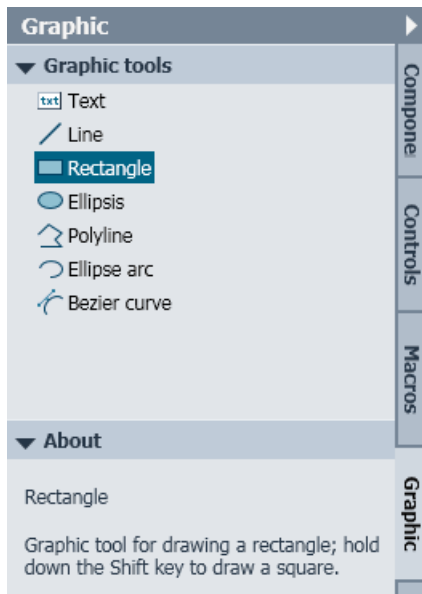 Graphic
Graphic tools
txt Text
Line
Rectangle
Ellipsis
Polyline
Ellipse arc
Bezier curve
About
Rectangle
Graphic tool for drawing a rectangle; hold
down the Shift key to draw a square.
Compone
Controls
Macros
Graphic